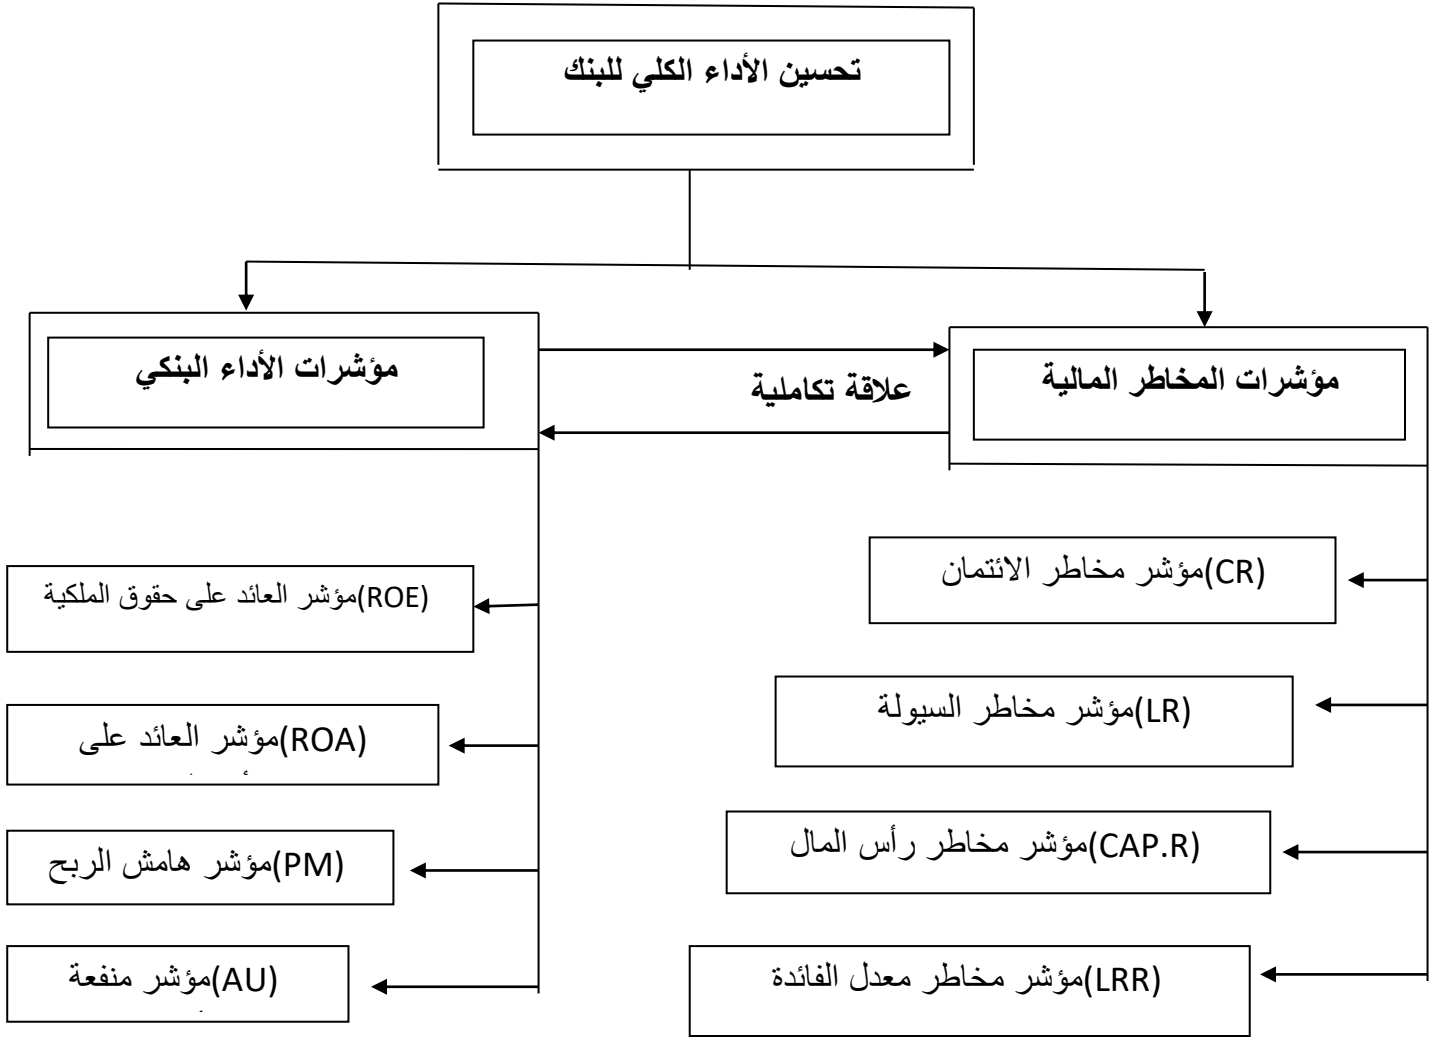 تحسين الأداء الكلي للبنك
مؤشرات المخاطر المالية
علاقة تكاملية
مؤشرات الأداء البنكي
مؤشر مخاطر الائتمان(CR)
مؤشر مخاطر السيولة(LR)
مؤشر مخاطر رأس المال(CAP.R)
مؤشر مخاطر معدل الفائدة(LRR)
مؤشر العائد على حقوق الملكية(ROE)
مؤشر العائد على(ROA)
مؤشر هامش الربح(PM)
مؤشر منفعة(AU)